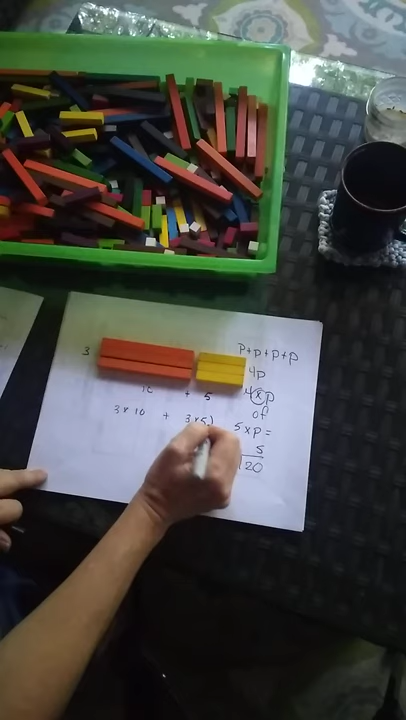 P+p+p+p
3
4p
10 + 5
4×p
of
3×10 + 3×5)
5×p=
5
120